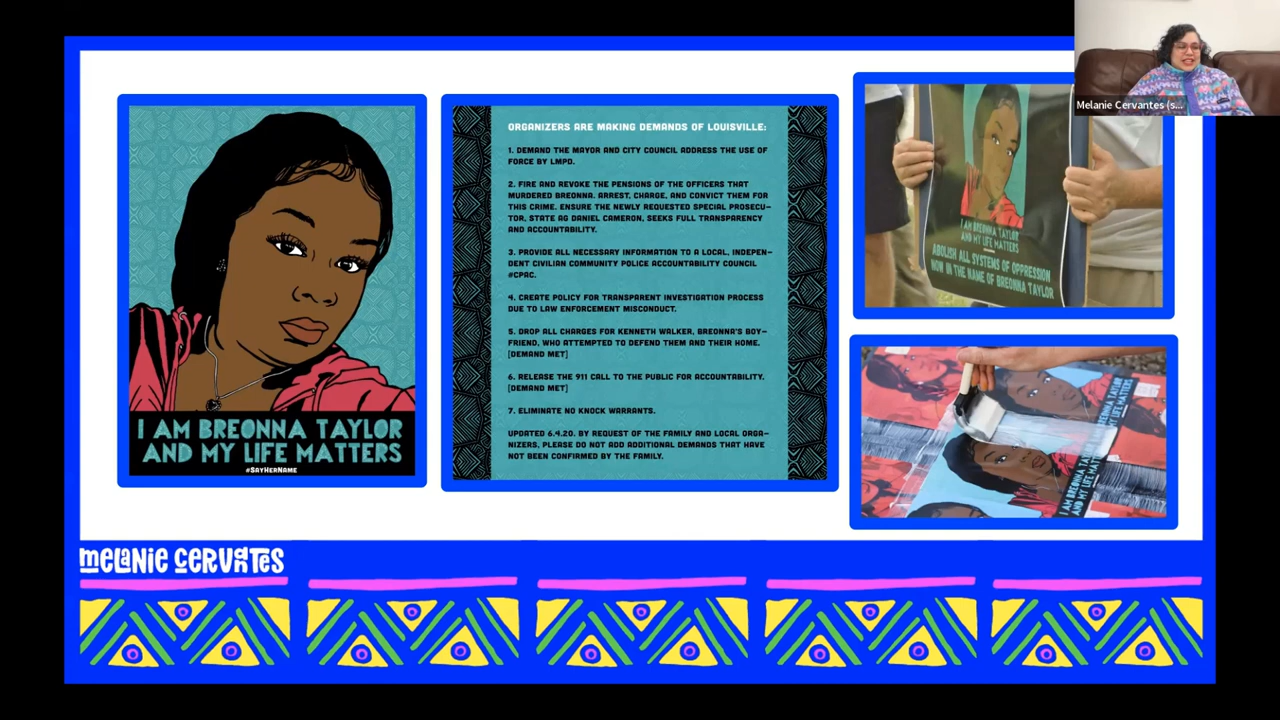 Melanie Cervantes (s...
I AM BREONNA TAYLOR
AND MY LIFE MATTERS
#SAYHERNAME
ORGANIZERS ARE MAKING DEMANDS OF LOUISVILLE:
1. DEMAND THE MAYOR AND CITY COUNCIL ADDRESS THE USE OF
FORCE BY LMPD.
2. FIRE AND REVOKE THE PENSIONS OF THE OFFICERS THAT
MURDERED BREONNA. ARREST, CHARGE, AND CONVICT THEM FOR
THIS CRIME. ENSURE THE NEWLY REQUESTED SPECIAL PROSECU-
TOR, STATE AG DANIEL CAMERON, SEEKS FULL TRANSPARENCY
AND ACCOUNTABILITY.
3. PROVIDE ALL NECESSARY INFORMATION TO A LOCAL, INDEPEN-
DENT CIVILIAN COMMUNITY POLICE ACCOUNTABILITY COUNCIL
#CPAC.
4. CREATE POLICY FOR TRANSPARENT INVESTIGATION PROCESS
DUE TO LAW ENFORCEMENT MISCONDUCT.
5. DROP ALL CHARGES FOR KENNETH WALKER, BREONNA'S BOY-
FRIEND, WHO ATTEMPTED TO DEFEND THEM AND THEIR HOME.
[DEMAND MET]
6. RELEASE THE 911 CALL TO THE PUBLIC FOR ACCOUNTABILITY.
[DEMAND MET]
7. ELIMINATE NO KNOCK WARRANTS.
UPDATED 6.4.20. BY REQUEST OF THE FAMILY AND LOCAL ORGA-
NIZERS, PLEASE DO NOT ADD ADDITIONAL DEMANDS THAT HAVE
NOT BEEN CONFIRMED BY THE FAMILY.
I AM BREONNA TAYLOR
AND MY LIFE MATTERS
ABOLISH ALL SYSTEMS OF OPPRESSION
NOW IN THE NAME OF BREONNA TAYLOR
AND MY LIFE MATTERS
I AM BREONNA TA
AND MY LIFE MA
melanie cervantes